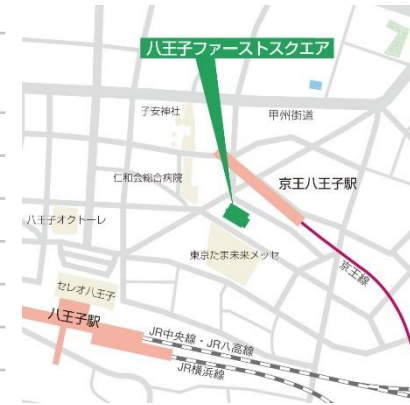 八王子ファーストスクエア
子安神社
甲州街道
仁和会総合病院
京王八王子駅
八王子オクトーレ
東京たま未来メッセ
京王線
セレオ八王子
八王子駅
JR中央線・JR八高線
JR横浜線